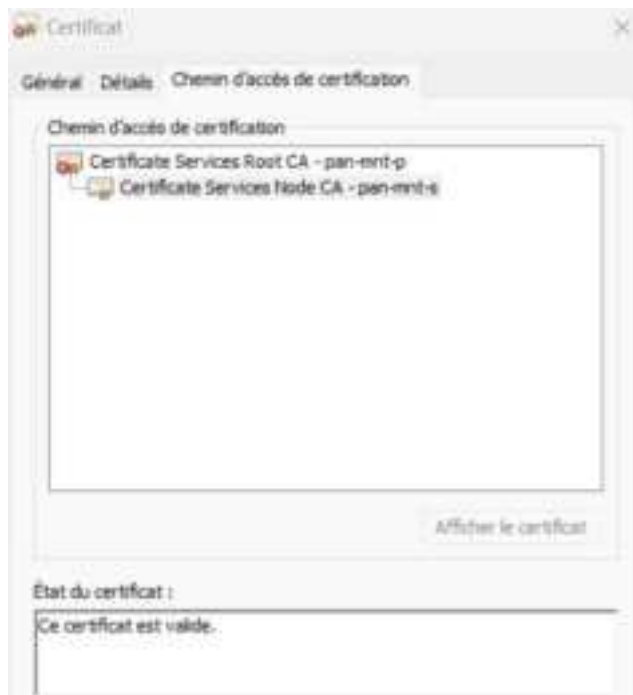 Certificat
Général Détails Chemin d'accès de certification
Chemin d'accès de certification
Certificate Services Root CA - pan-mnt-p
Certificate Services Node CA - pan-mnt-s
Afficher le certificat
État du certificat :
Ce certificat est valide.